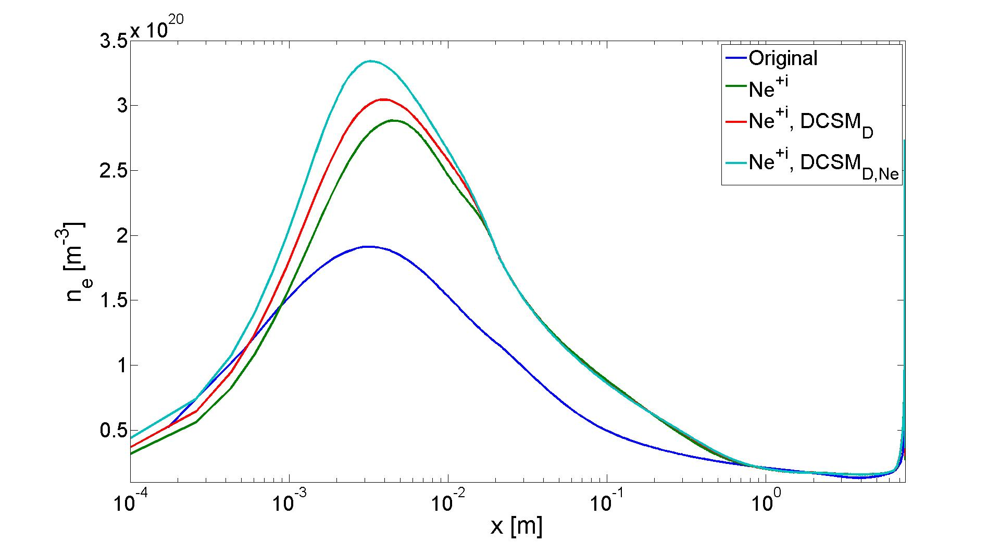 x 10^20
3.5
3
2.5
2
1.5
1
0.5
n_e [m^-3]
10^-4
10^-3
10^-2
10^-1
10^0
x [m]
Original
Ne^+i
Ne^+i, DCSM_D
Ne^+i, DCSM_D,Ne